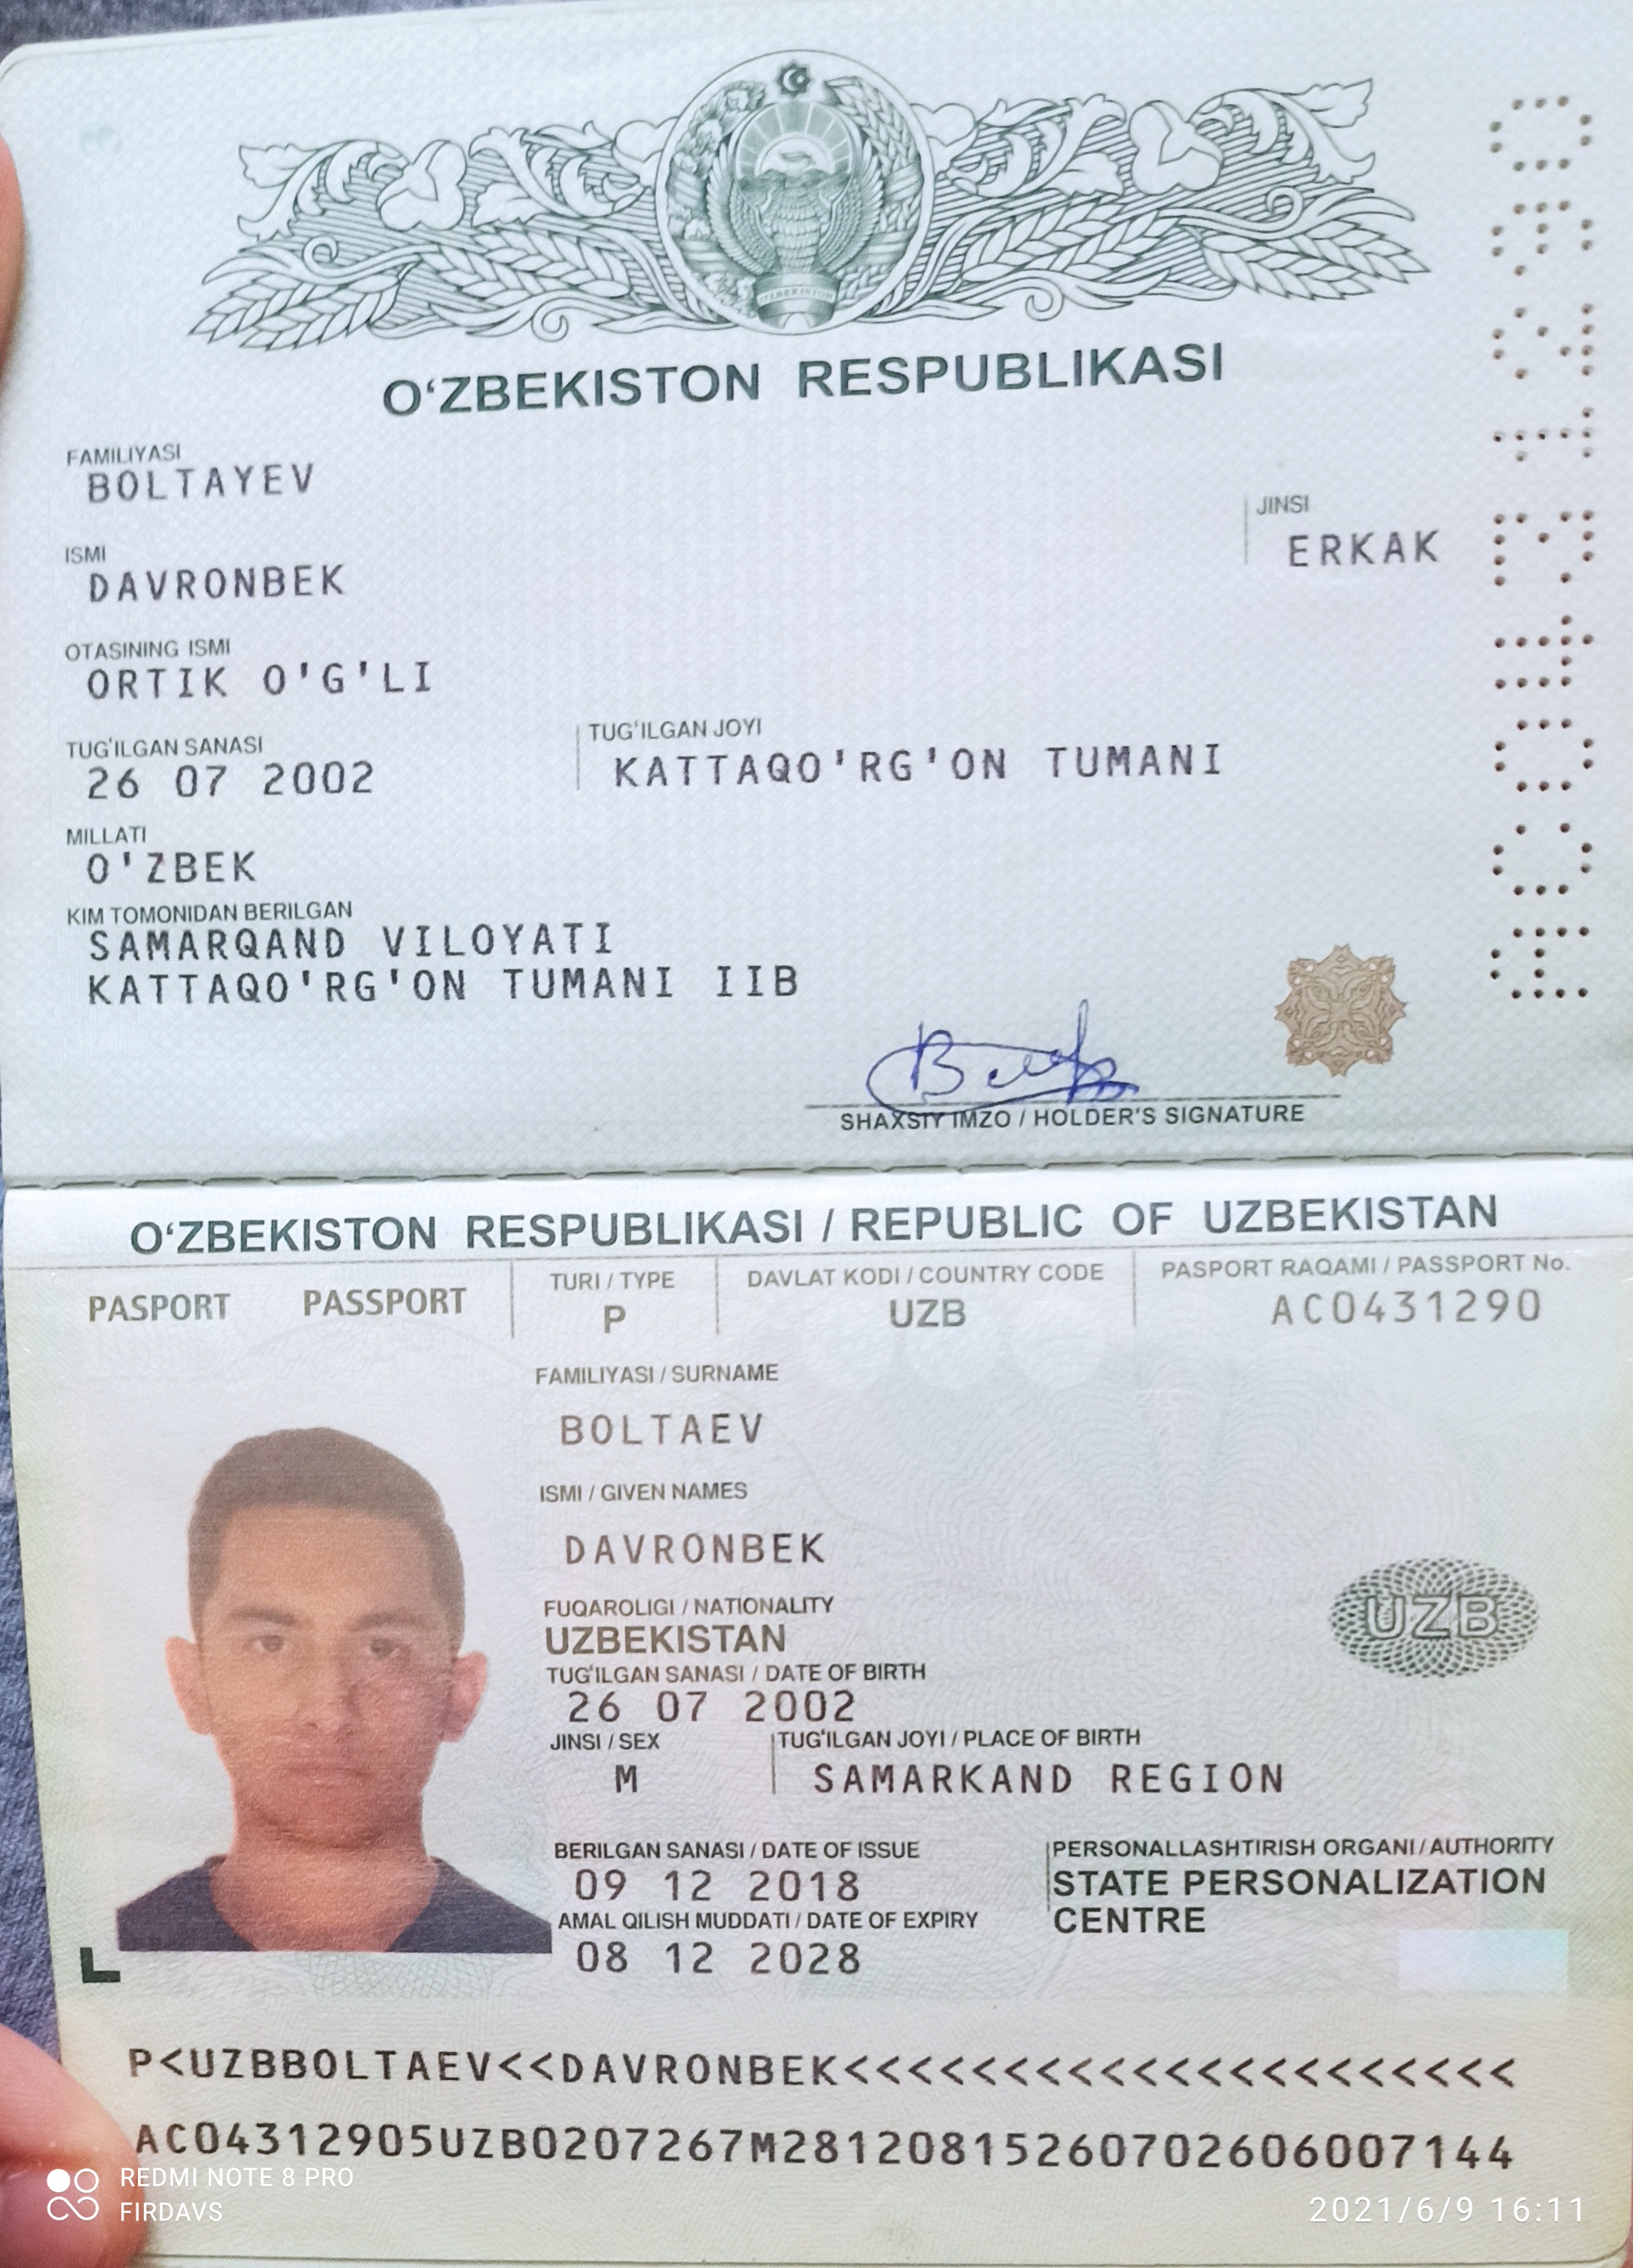 O‘ZBEKISTON RESPUBLIKASI
FAMILIYASI
BOLTAYEV
JINSI
ERKAK
ISMI
DAVRONBEK
OTASINING ISMI
ORTIK O'G'LI
TUG‘ILGAN SANASI
26 07 2002
TUG‘ILGAN JOYI
KATTAQO'RG'ON TUMANI
MILLATI
O'ZBEK
KIM TOMONIDAN BERILGAN
SAMARQAND VILOYATI
KATTAQO'RG'ON TUMANI IIB
SHAXSIY IMZO / HOLDER'S SIGNATURE
O‘ZBEKISTON RESPUBLIKASI / REPUBLIC OF UZBEKISTAN
PASPORT PASSPORT
TURI / TYPE
P
DAVLAT KODI / COUNTRY CODE
UZB
PASPORT RAQAMI / PASSPORT No.
AC0431290
FAMILIYASI / SURNAME
BOLTAEV
ISMI / GIVEN NAMES
DAVRONBEK
FUQAROLIGI / NATIONALITY
UZBEKISTAN
UZB
TUG‘ILGAN SANASI / DATE OF BIRTH
26 07 2002
JINSI / SEX
M
TUG‘ILGAN JOYI / PLACE OF BIRTH
SAMARKAND REGION
BERILGAN SANASI / DATE OF ISSUE
09 12 2018
PERSONALLASHTIRISH ORGANI / AUTHORITY
STATE PERSONALIZATION
CENTRE
AMAL QILISH MUDDATI / DATE OF EXPIRY
08 12 2028
P<UZBBOLTAEV<<DAVRONBEK<<<<<<<<<<<<<<<<<<<<<
AC04312905UZB0207267M28120815260702606007144
REDMI NOTE 8 PRO
FIRDAVS
2021/6/9 16:11